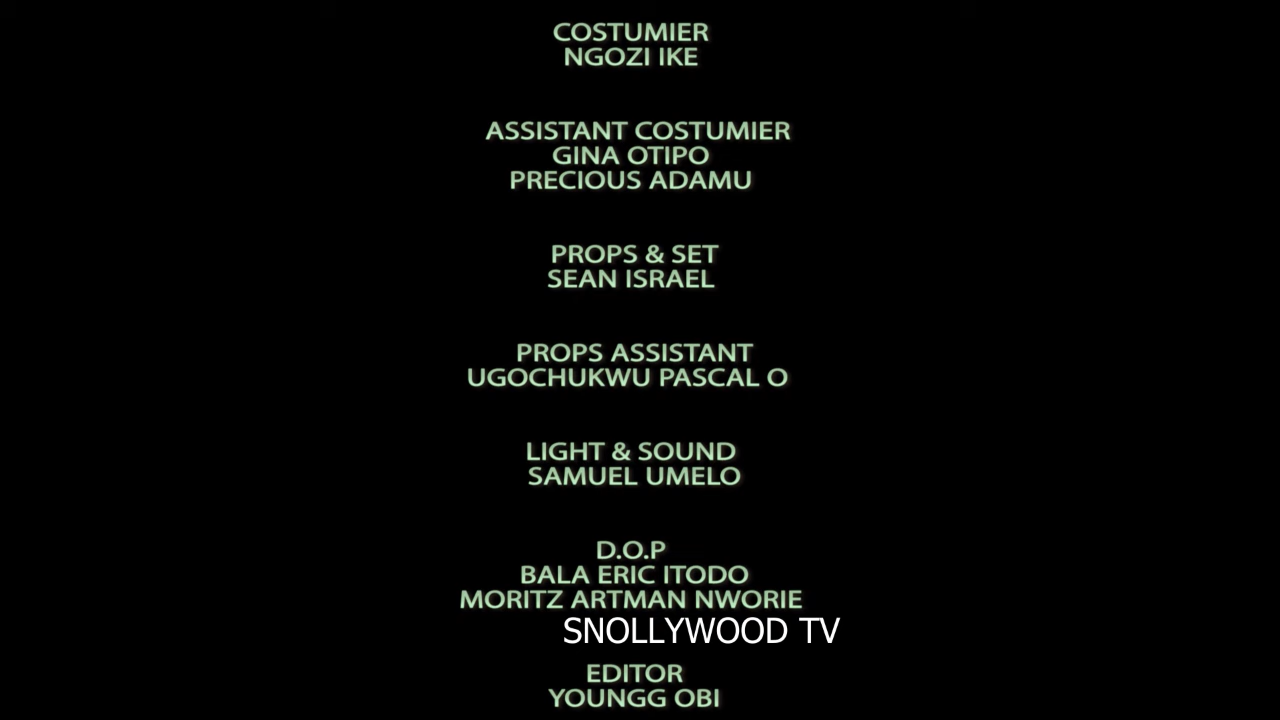 COSTUMIER
NGOZI IKE
ASSISTANT COSTUMIER
GINA OTIPO
PRECIOUS ADAMU
PROPS & SET
SEAN ISRAEL
PROPS ASSISTANT
UGOCHUKWU PASCAL O
LIGHT & SOUND
SAMUEL UMELO
D.O.P
BALA ERIC ITODO
MORITZ ARTMAN NWORIE
SNOLLYWOOD TV
EDITOR
YOUNGG OBI